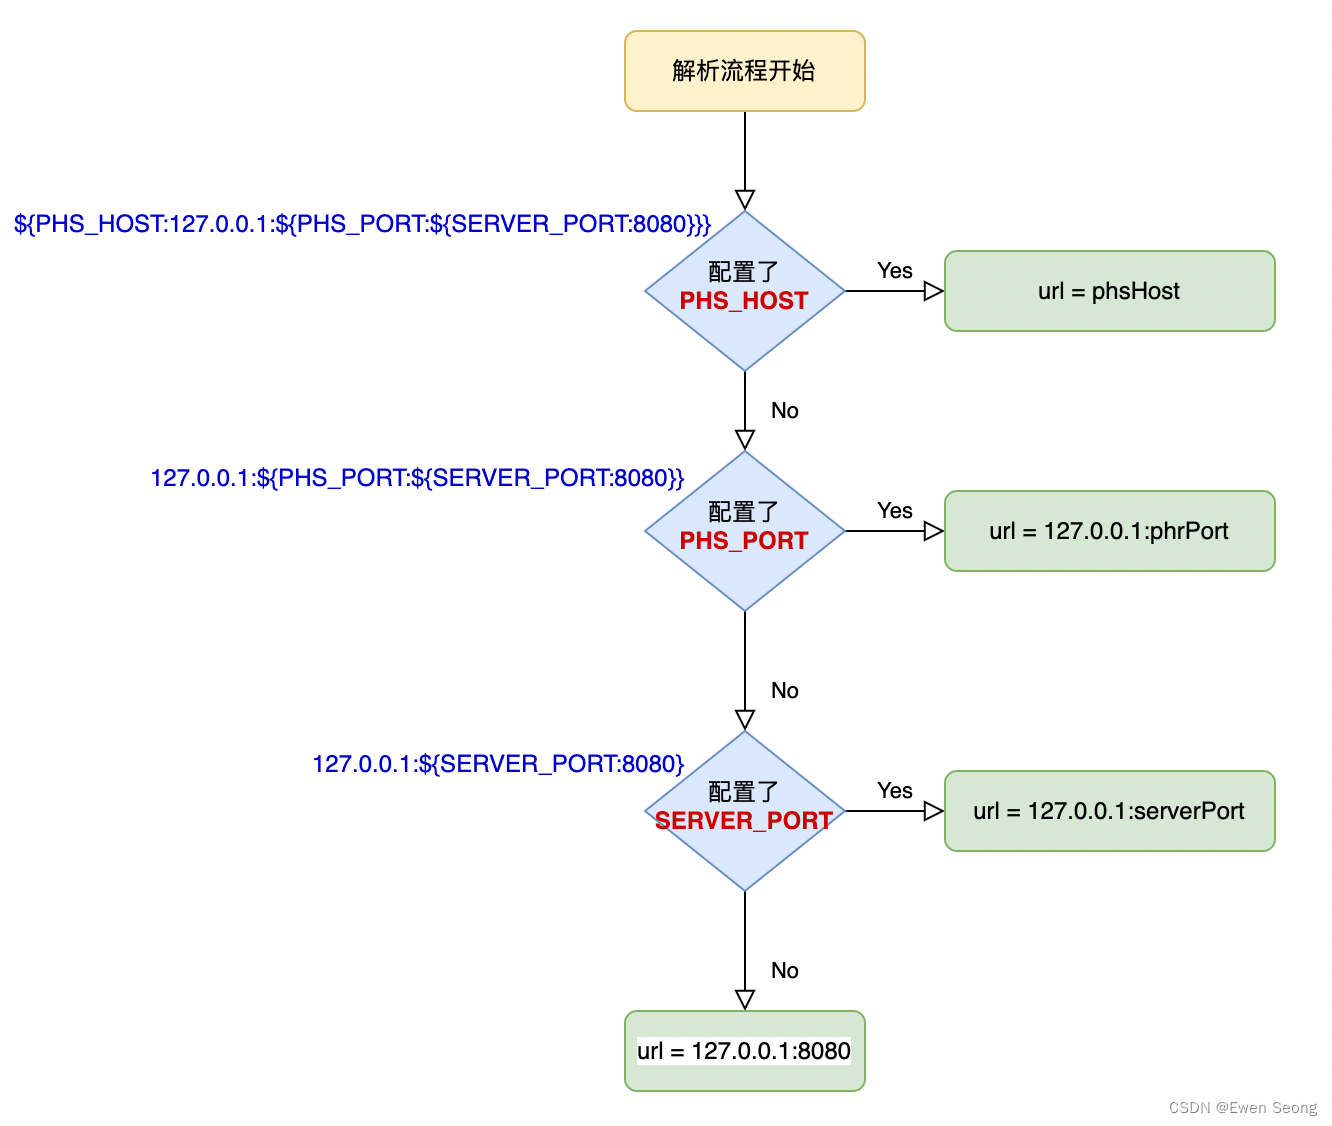 解析流程开始
${PHS_HOST:127.0.0.1:${PHS_PORT:${SERVER_PORT:8080}}}
配置了
PHS_HOST
Yes
url = phsHost
No
127.0.0.1:${PHS_PORT:${SERVER_PORT:8080}}
配置了
PHS_PORT
Yes
url = 127.0.0.1:phrPort
No
127.0.0.1:${SERVER_PORT:8080}
配置了
SERVER_PORT
Yes
url = 127.0.0.1:serverPort
No
url = 127.0.0.1:8080
CSDN @Ewen Seong